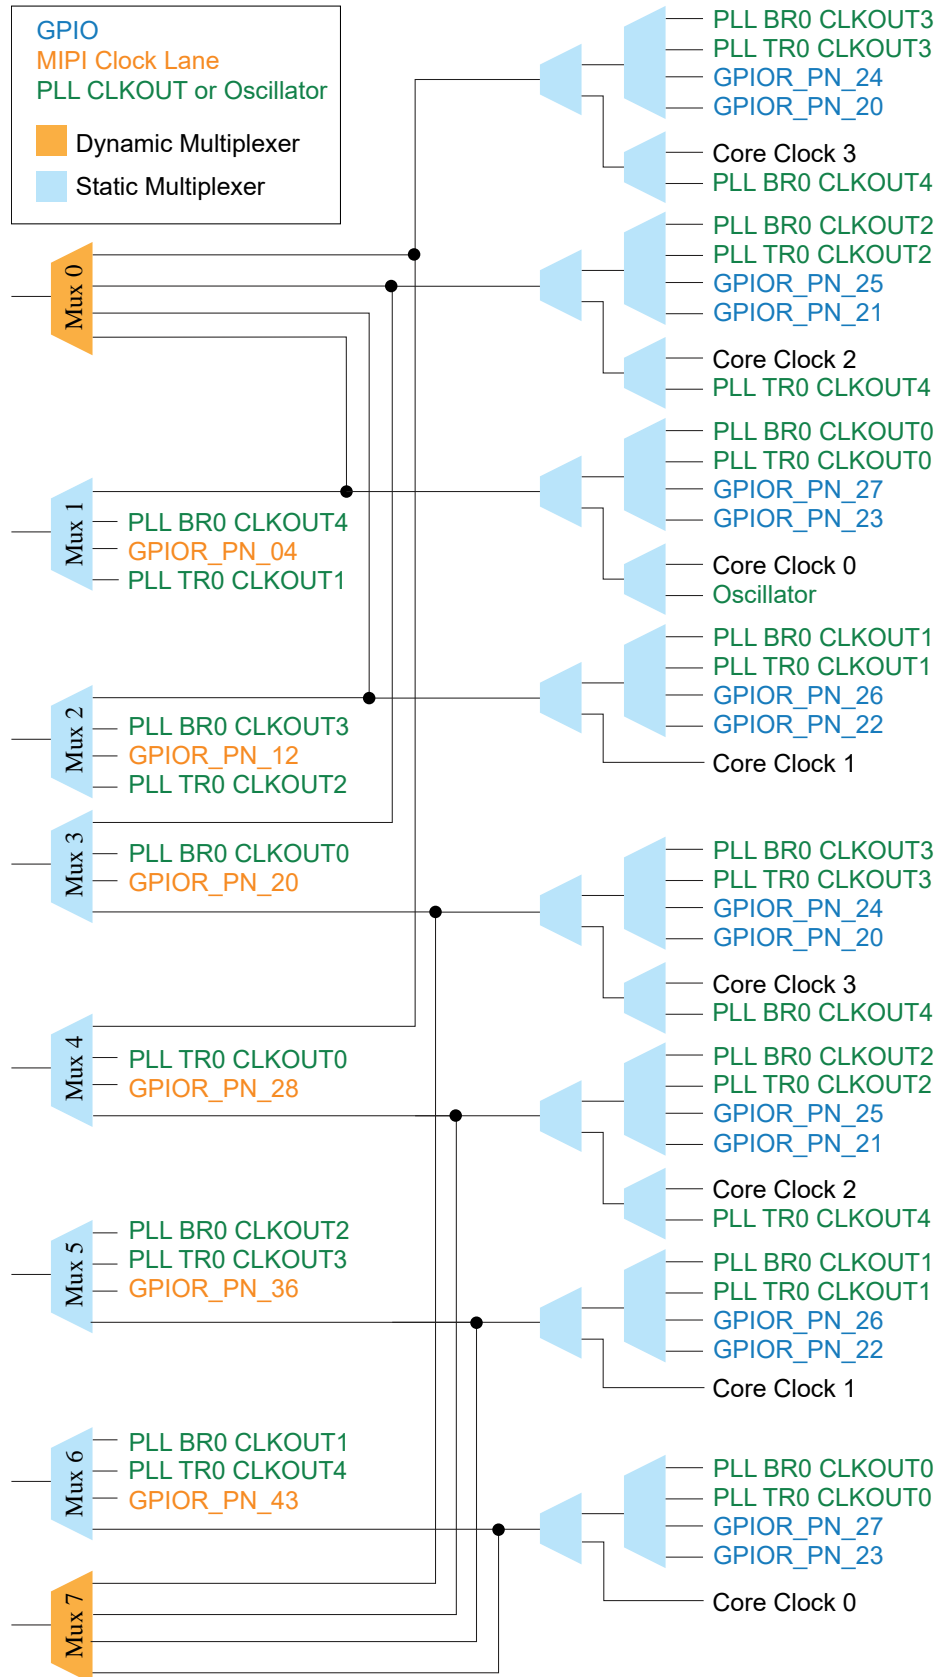 GPIO
MIPI Clock Lane
PLL CLKOUT or Oscillator
Dynamic Multiplexer
Static Multiplexer
PLL BR0 CLKOUT3
PLL TR0 CLKOUT3
GPIOR_PN_24
GPIOR_PN_20
Core Clock 3
PLL BR0 CLKOUT4
Mux 0
PLL BR0 CLKOUT2
PLL TR0 CLKOUT2
GPIOR_PN_25
GPIOR_PN_21
Core Clock 2
PLL TR0 CLKOUT4
Mux 1
PLL BR0 CLKOUT4
GPIOR_PN_04
PLL TR0 CLKOUT1
PLL BR0 CLKOUT0
PLL TR0 CLKOUT0
GPIOR_PN_27
GPIOR_PN_23
Core Clock 0
Oscillator
Mux 2
PLL BR0 CLKOUT3
GPIOR_PN_12
PLL TR0 CLKOUT2
PLL BR0 CLKOUT1
PLL TR0 CLKOUT1
GPIOR_PN_26
GPIOR_PN_22
Core Clock 1
Mux 3
PLL BR0 CLKOUT0
GPIOR_PN_20
PLL BR0 CLKOUT3
PLL TR0 CLKOUT3
GPIOR_PN_24
GPIOR_PN_20
Core Clock 3
PLL BR0 CLKOUT4
Mux 4
PLL TR0 CLKOUT0
GPIOR_PN_28
PLL BR0 CLKOUT2
PLL TR0 CLKOUT2
GPIOR_PN_25
GPIOR_PN_21
Core Clock 2
PLL TR0 CLKOUT4
Mux 5
PLL BR0 CLKOUT2
PLL TR0 CLKOUT3
GPIOR_PN_36
PLL BR0 CLKOUT1
PLL TR0 CLKOUT1
GPIOR_PN_26
GPIOR_PN_22
Core Clock 1
Mux 6
PLL BR0 CLKOUT1
PLL TR0 CLKOUT4
GPIOR_PN_43
PLL BR0 CLKOUT0
PLL TR0 CLKOUT0
GPIOR_PN_27
GPIOR_PN_23
Core Clock 0
Mux 7